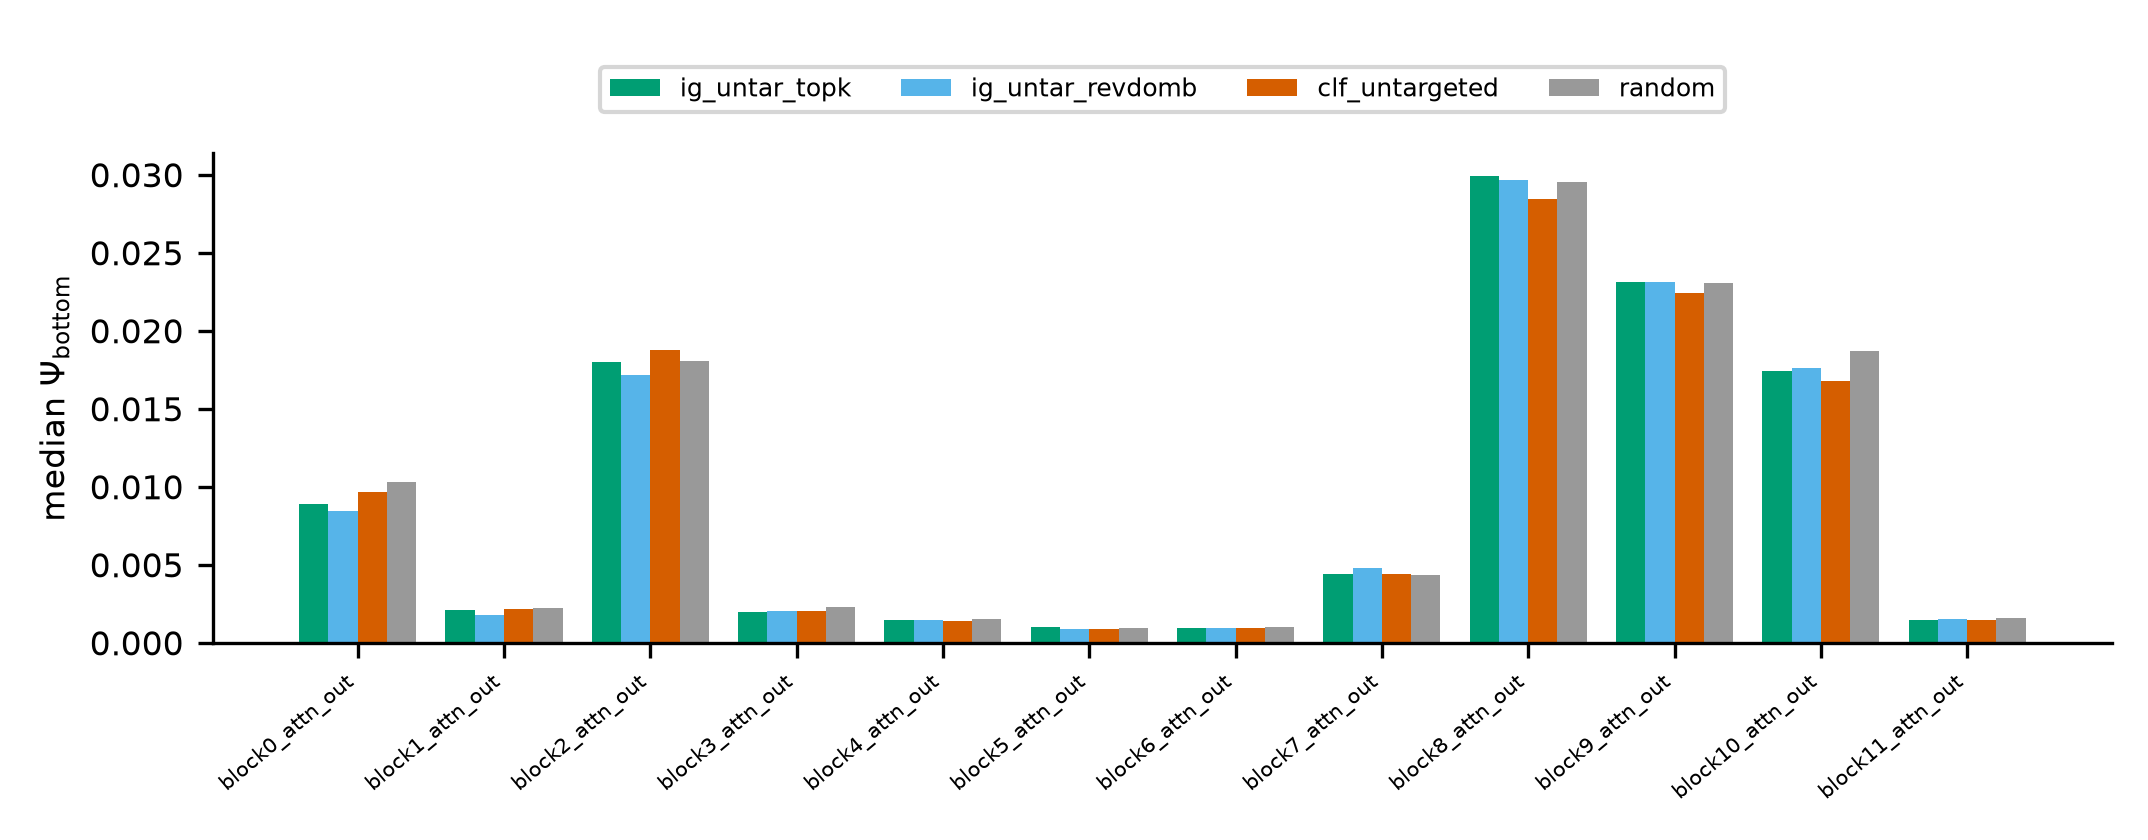 ig_untar_topk ig_untar_revdomb clf_untargeted random
median Ψbottom
0.030
0.025
0.020
0.015
0.010
0.005
0.000
block0_attn_out
block1_attn_out
block2_attn_out
block3_attn_out
block4_attn_out
block5_attn_out
block6_attn_out
block7_attn_out
block8_attn_out
block9_attn_out
block10_attn_out
block11_attn_out